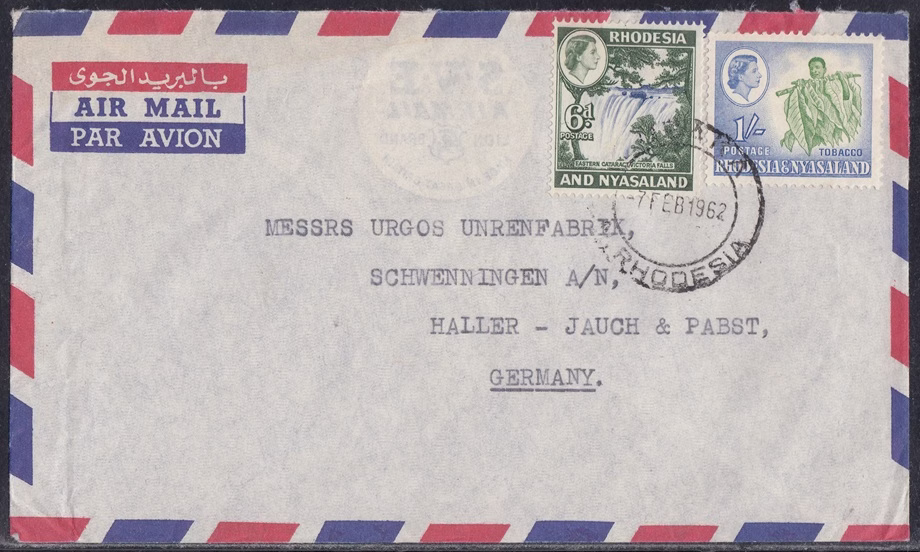 بالبريد الجوى
AIR MAIL
PAR AVION
RHODESIA
6d
POSTAGE
EASTERN CATARACT, VICTORIA FALLS
AND NYASALAND
1/-
POSTAGE
TOBACCO
RHODESIA & NYASALAND
-7 FEB 1962
RHODESIA
MESSRS URGOS UNRENFABRIK,
SCHWENNINGEN A/N,
HALLER - JAUCH & PABST,
GERMANY.